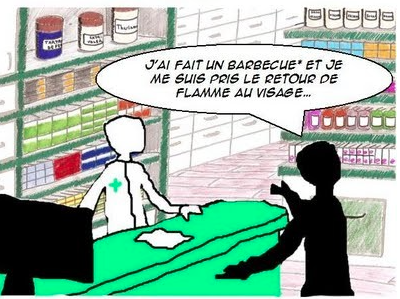 J'AI FAIT UN BARBECUE* ET JE
ME SUIS PRIS LE RETOUR DE
FLAMME AU VISAGE...